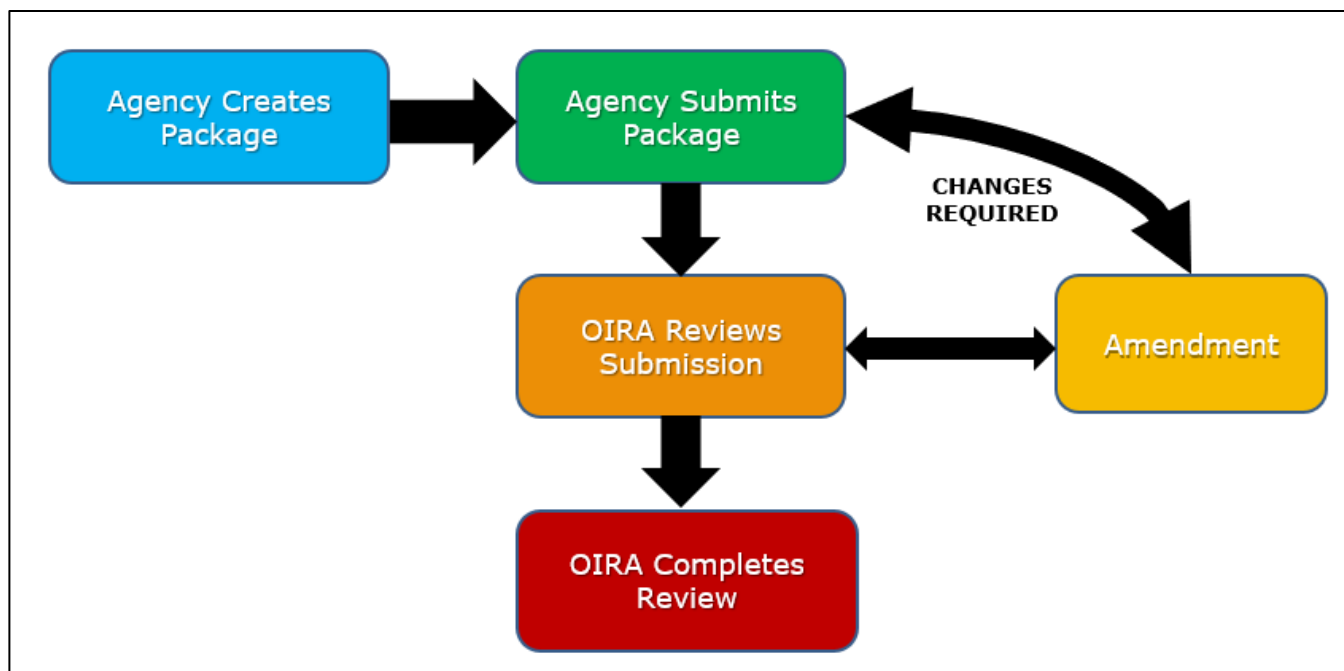 Agency Creates
Package
Agency Submits
Package
CHANGES
REQUIRED
OIRA Reviews
Submission
Amendment
OIRA Completes
Review